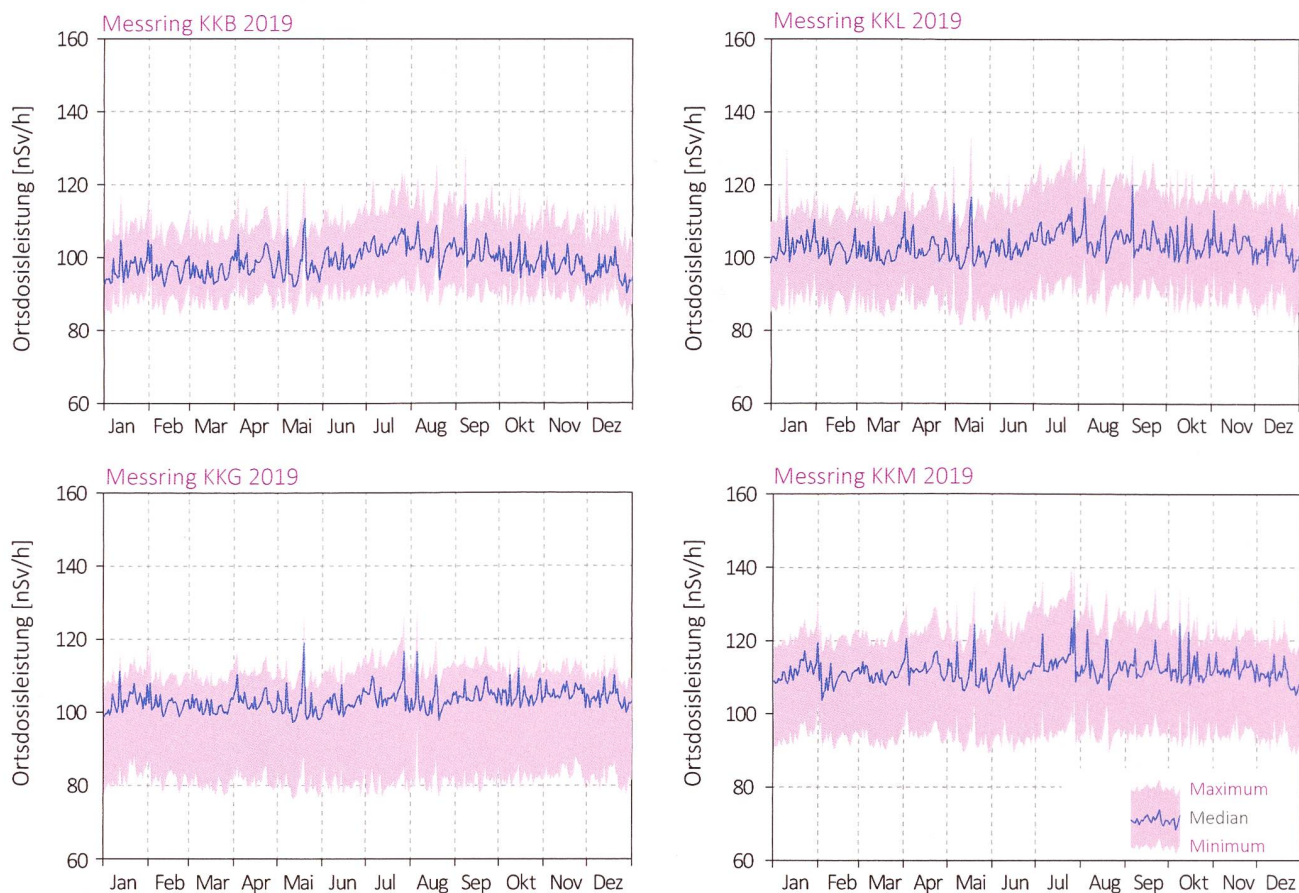 Messring KKB 2019
Ortsdosisleistung [nSv/h]
160
140
120
100
80
60
Jan Feb Mar Apr Mai Jun Jul Aug Sep Okt Nov Dez
Messring KKL 2019
Ortsdosisleistung [nSv/h]
160
140
120
100
80
60
Jan Feb Mar Apr Mai Jun Jul Aug Sep Okt Nov Dez
Messring KKG 2019
Ortsdosisleistung [nSv/h]
160
140
120
100
80
60
Jan Feb Mar Apr Mai Jun Jul Aug Sep Okt Nov Dez
Messring KKM 2019
Ortsdosisleistung [nSv/h]
160
140
120
100
80
60
Jan Feb Mar Apr Mai Jun Jul Aug Sep Okt Nov Dez
Maximum
Median
Minimum